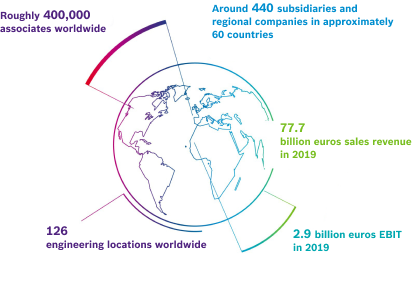 Roughly 400,000
associates worldwide
Around 440 subsidiaries and
regional companies in approximately
60 countries
77.7
billion euros sales revenue
in 2019
126
engineering locations worldwide
2.9 billion euros EBIT
in 2019